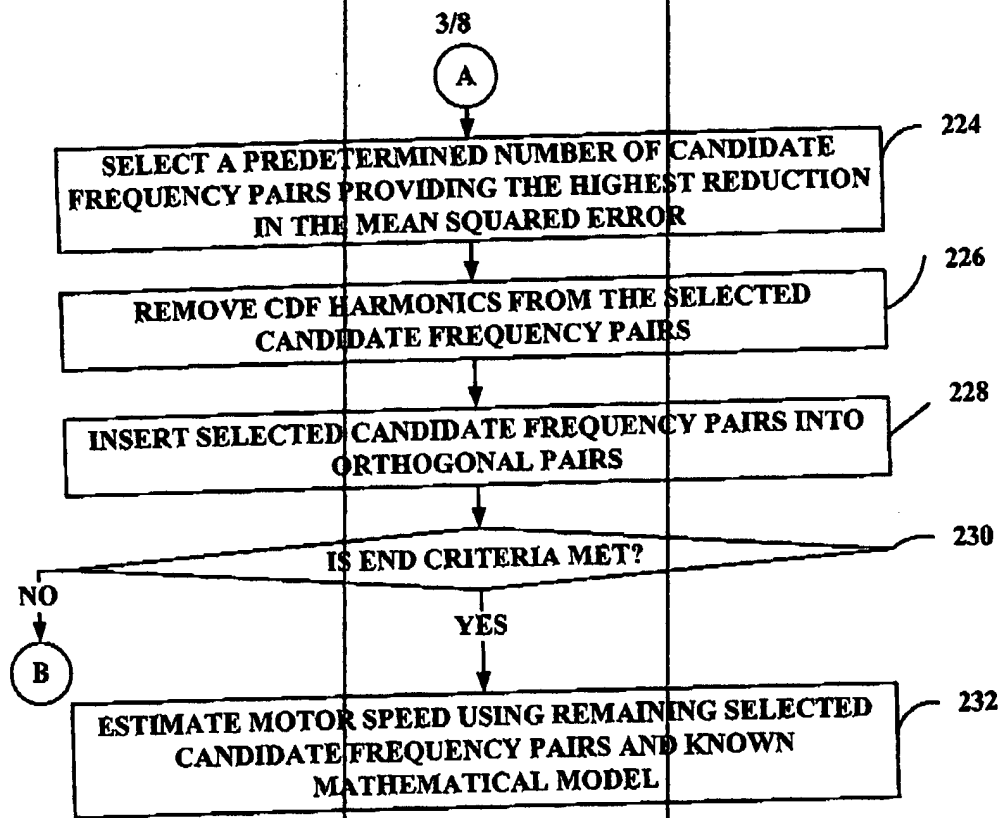 3/8
A
224
SELECT A PREDETERMINED NUMBER OF CANDIDATE
FREQUENCY PAIRS PROVIDING THE HIGHEST REDUCTION
IN THE MEAN SQUARED ERROR
226
REMOVE CDF HARMONICS FROM THE SELECTED
CANDIDATE FREQUENCY PAIRS
228
INSERT SELECTED CANDIDATE FREQUENCY PAIRS INTO
ORTHOGONAL PAIRS
230
IS END CRITERIA MET?
NO
YES
B
232
ESTIMATE MOTOR SPEED USING REMAINING SELECTED
CANDIDATE FREQUENCY PAIRS AND KNOWN
MATHEMATICAL MODEL